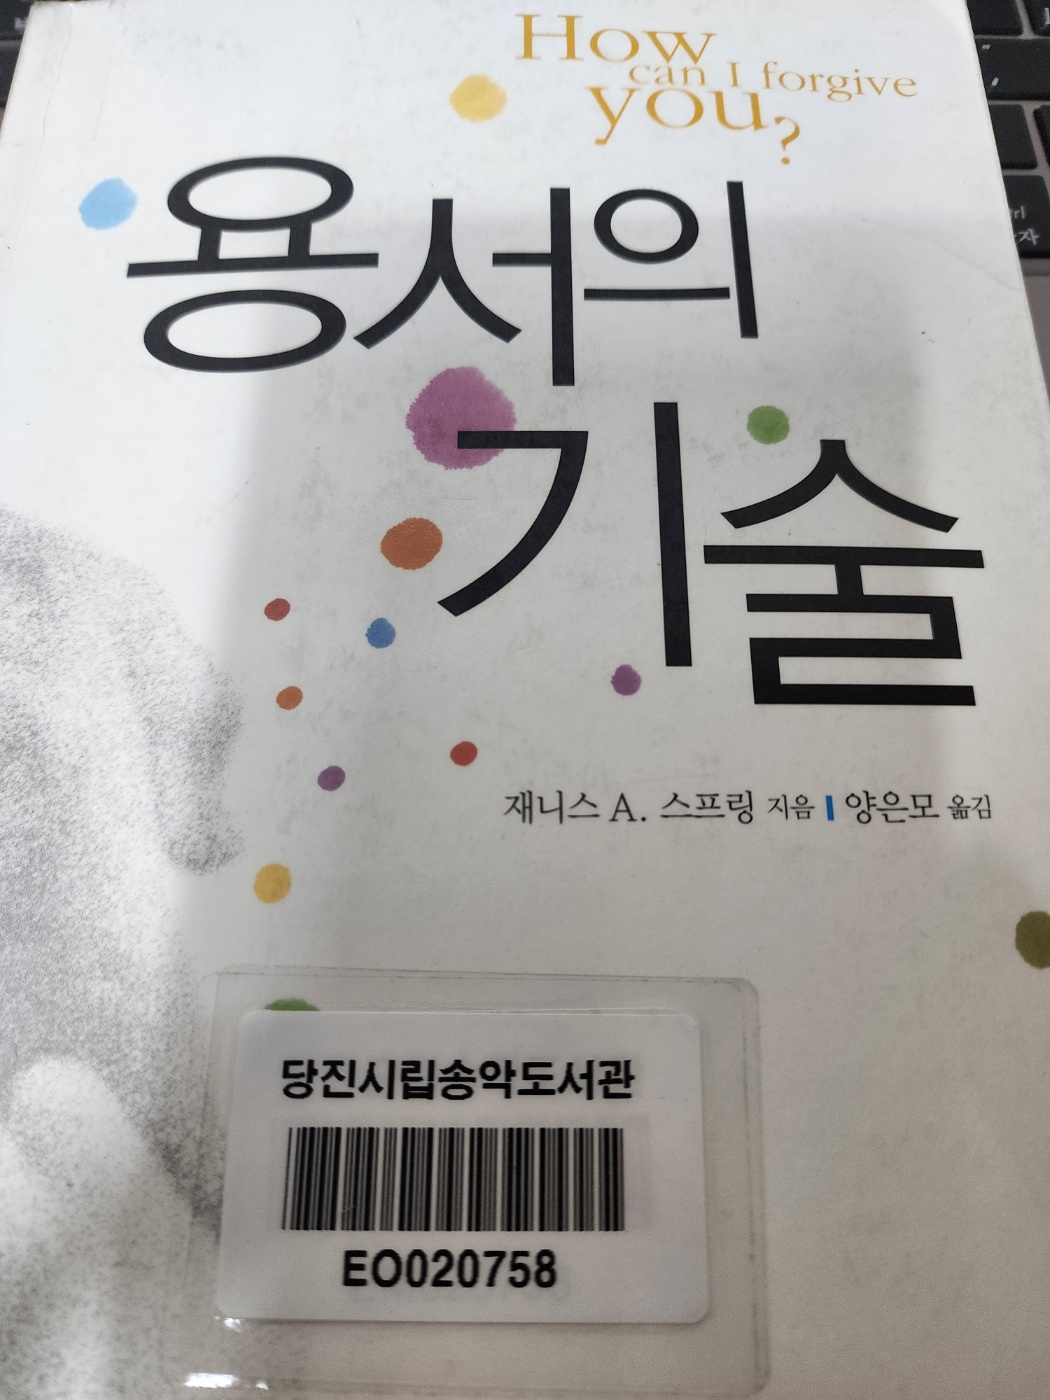 How
can I forgive
you?
용서의
기술
재니스 A. 스프링 지음 | 양은모 옮김
당진시립송악도서관
EO020758